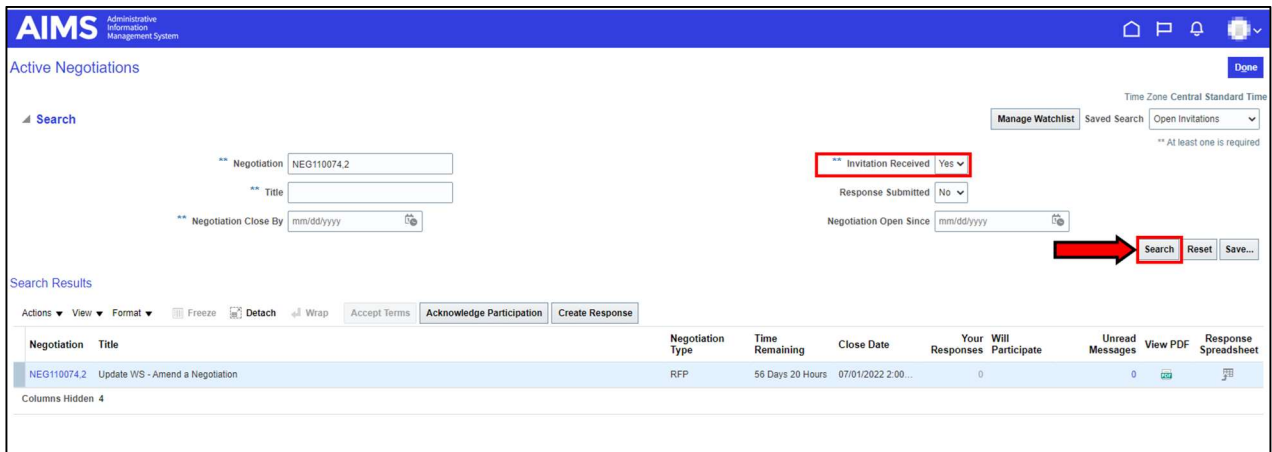 AIMS Administrative
Information
Management System
Active Negotiations
Done
Time Zone Central Standard Time
Search
Manage Watchlist Saved Search Open Invitations
** At least one is required
** Negotiation NEG110074,2
** Invitation Received Yes
** Title
Response Submitted No
** Negotiation Close By mm/dd/yyyy
Negotiation Open Since mm/dd/yyyy
Search Reset Save...
Search Results
Actions View Format Freeze Detach Wrap Accept Terms Acknowledge Participation Create Response
Negotiation Title Negotiation Type Time Remaining Close Date Your Responses Will Participate Unread Messages View PDF Response Spreadsheet
NEG110074,2 Update WS - Amend a Negotiation RFP 56 Days 20 Hours 07/01/2022 2:00... 0 0
Columns Hidden 4